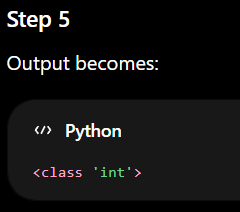 Step 5
Output becomes:
</> Python
<class 'int'>